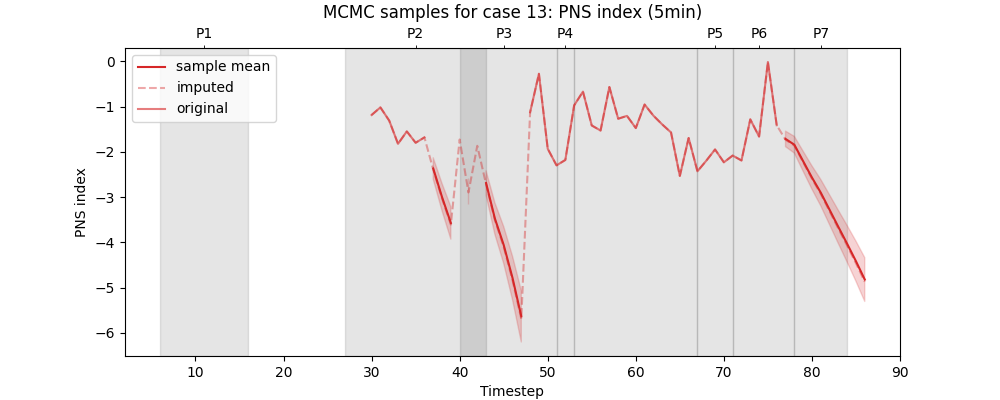 MCMC samples for case 13: PNS index (5min)
P1 P2 P3 P4 P5 P6 P7
sample mean
imputed
original
0
−1
−2
−3
−4
−5
−6
PNS index
10 20 30 40 50 60 70 80 90
Timestep